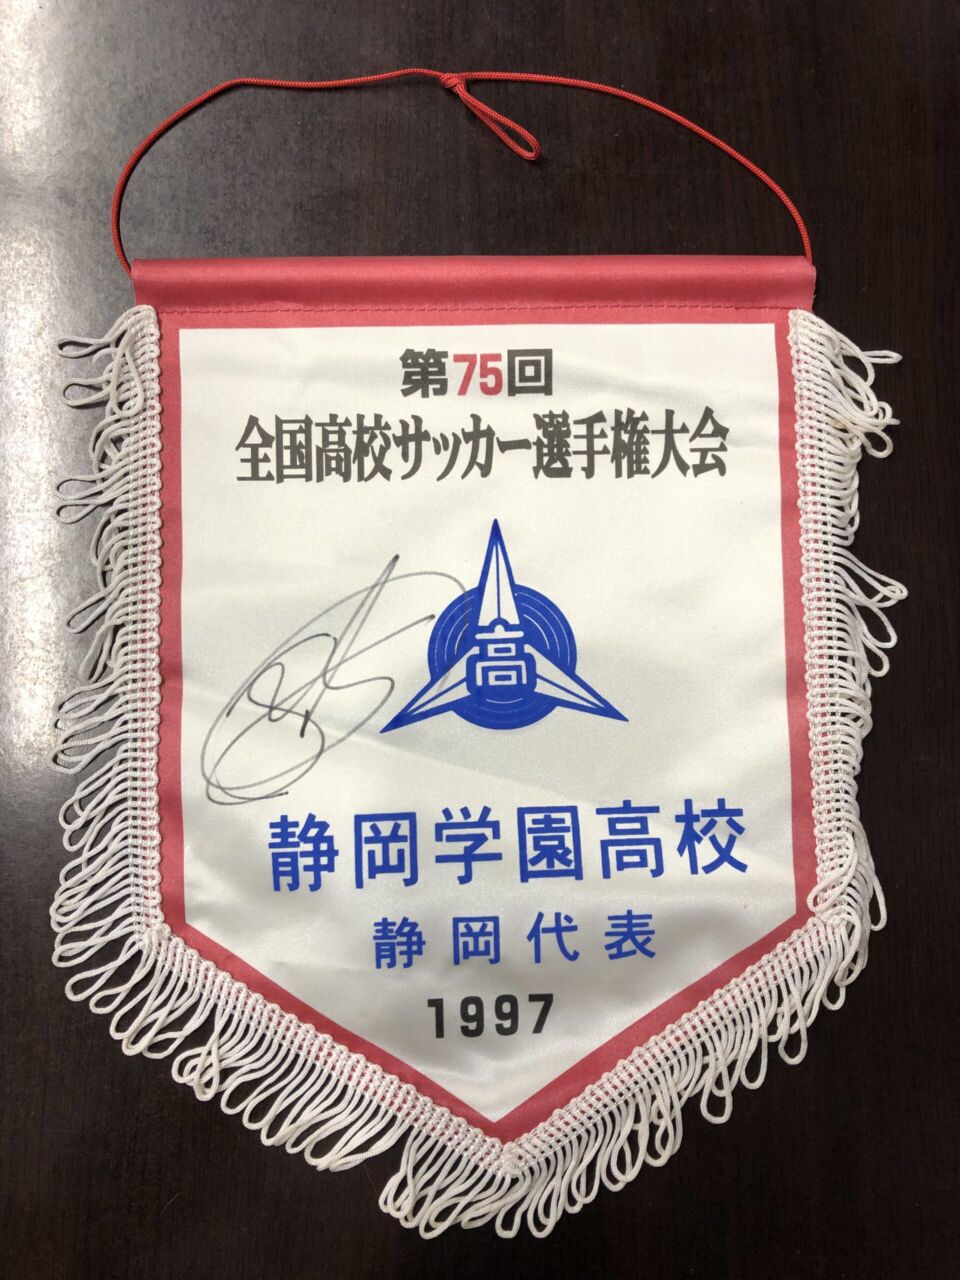 第75回
全国高校サッカー選手権大会
高
静岡学園高校
静岡代表
1997